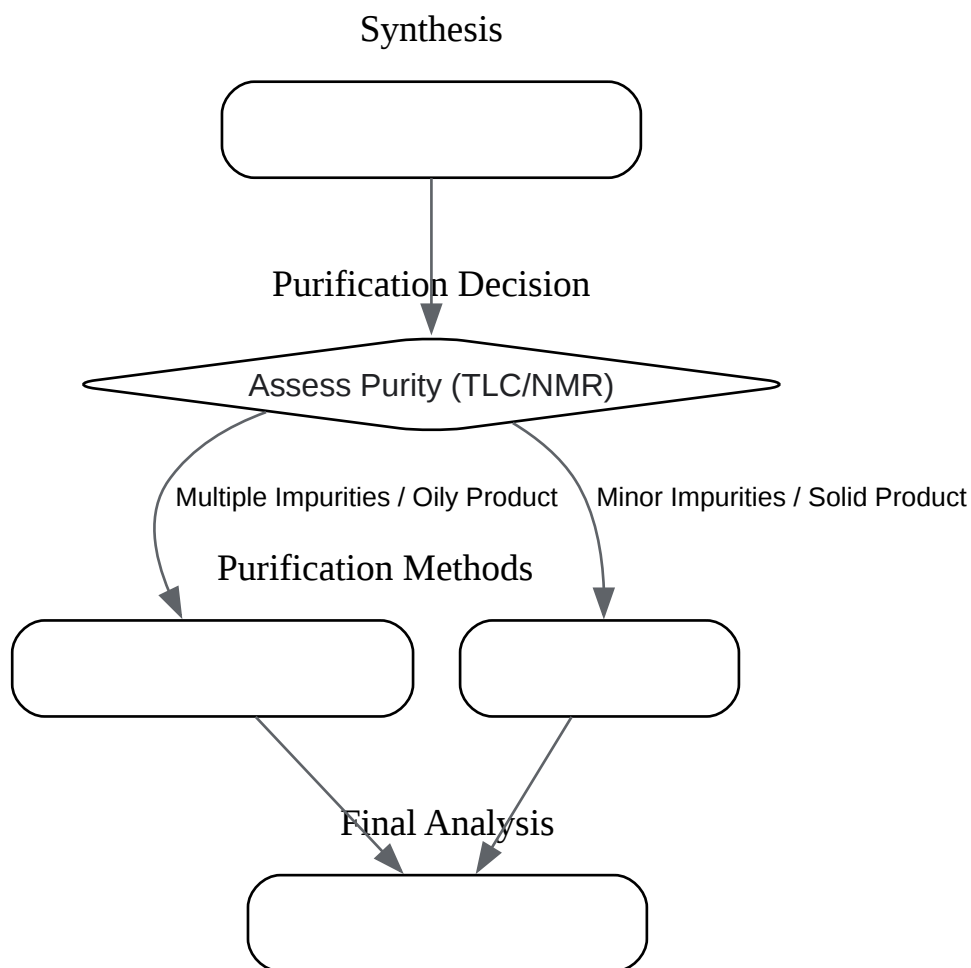 Synthesis
Purification Decision
Assess Purity (TLC/NMR)
Multiple Impurities / Oily Product
Minor Impurities / Solid Product
Purification Methods
Final Analysis